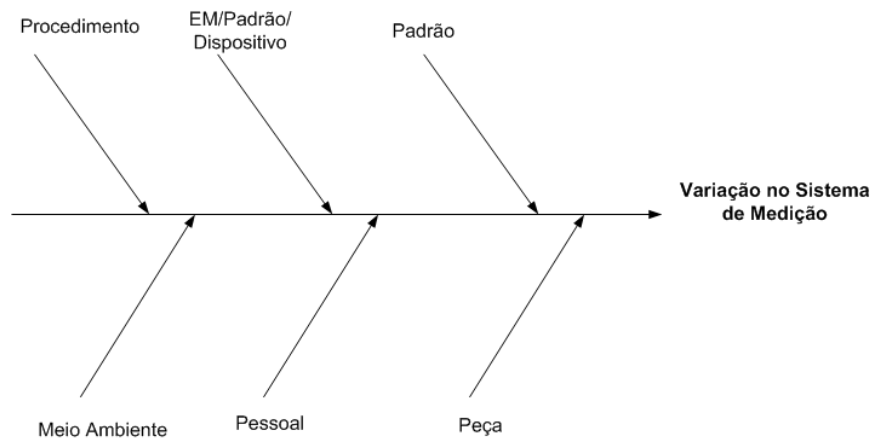 Procedimento
EM/Padrão/
Dispositivo
Padrão
Variação no Sistema
de Medição
Meio Ambiente
Pessoal
Peça